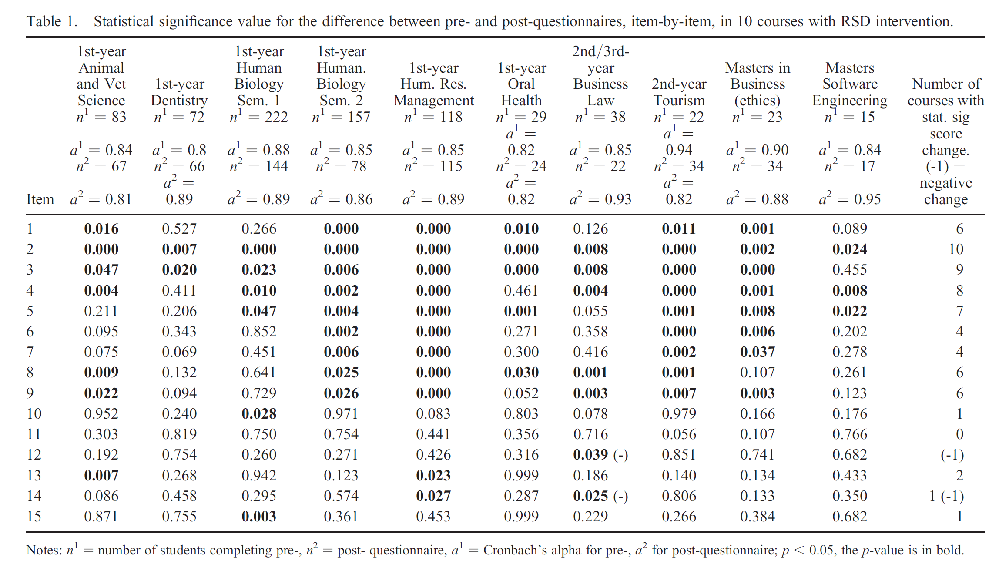 Table 1. Statistical significance value for the difference between pre- and post-questionnaires, item-by-item, in 10 courses with RSD intervention.
1st-year 1st-year 1st-year 2nd/3rd-
Animal Human Human. 1st-year 1st-year year Masters in Masters
and Vet 1st-year Biology Biology Hum. Res. Oral Business 2nd-year Business Software Number of
Science Dentistry Sem. 1 Sem. 2 Management Health Law Tourism (ethics) Engineering courses with
n¹ = 83 n¹ = 72 n¹ = 222 n¹ = 157 n¹ = 118 n¹ = 29 n¹ = 38 n¹ = 22 n¹ = 23 n¹ = 15 stat. sig
a¹ = a¹ = score
a¹ = 0.84 a¹ = 0.8 a¹ = 0.88 a¹ = 0.85 a¹ = 0.85 0.82 a¹ = 0.85 0.94 a¹ = 0.90 a¹ = 0.84 change.
n² = 67 n² = 66 n² = 144 n² = 78 n² = 115 n² = 24 n² = 22 n² = 34 n² = 34 n² = 17 (-1) =
a² = a² = a² = negative
Item a² = 0.81 0.89 a² = 0.89 a² = 0.86 a² = 0.89 0.82 a² = 0.93 0.82 a² = 0.88 a² = 0.95 change
1 0.016 0.527 0.266 0.000 0.000 0.010 0.126 0.011 0.001 0.089 6
2 0.000 0.007 0.000 0.000 0.000 0.000 0.008 0.000 0.002 0.024 10
3 0.047 0.020 0.023 0.006 0.000 0.000 0.008 0.000 0.000 0.455 9
4 0.004 0.411 0.010 0.002 0.000 0.461 0.004 0.000 0.001 0.008 8
5 0.211 0.206 0.047 0.004 0.000 0.001 0.055 0.001 0.008 0.022 7
6 0.095 0.343 0.852 0.002 0.000 0.271 0.358 0.000 0.006 0.202 4
7 0.075 0.069 0.451 0.006 0.000 0.300 0.416 0.002 0.037 0.278 4
8 0.009 0.132 0.641 0.025 0.000 0.030 0.001 0.001 0.107 0.261 6
9 0.022 0.094 0.729 0.026 0.000 0.052 0.003 0.007 0.003 0.123 6
10 0.952 0.240 0.028 0.971 0.083 0.803 0.078 0.979 0.166 0.176 1
11 0.303 0.819 0.750 0.754 0.441 0.356 0.716 0.056 0.107 0.766 0
12 0.192 0.754 0.260 0.271 0.426 0.316 0.039 (-) 0.851 0.741 0.682 (-1)
13 0.007 0.268 0.942 0.123 0.023 0.999 0.186 0.140 0.134 0.433 2
14 0.086 0.458 0.295 0.574 0.027 0.287 0.025 (-) 0.806 0.133 0.350 1 (-1)
15 0.871 0.755 0.003 0.361 0.453 0.999 0.229 0.266 0.384 0.682 1
Notes: n¹ = number of students completing pre-, n² = post- questionnaire, a¹ = Cronbach's alpha for pre-, a² for post-questionnaire; p < 0.05, the p-value is in bold.